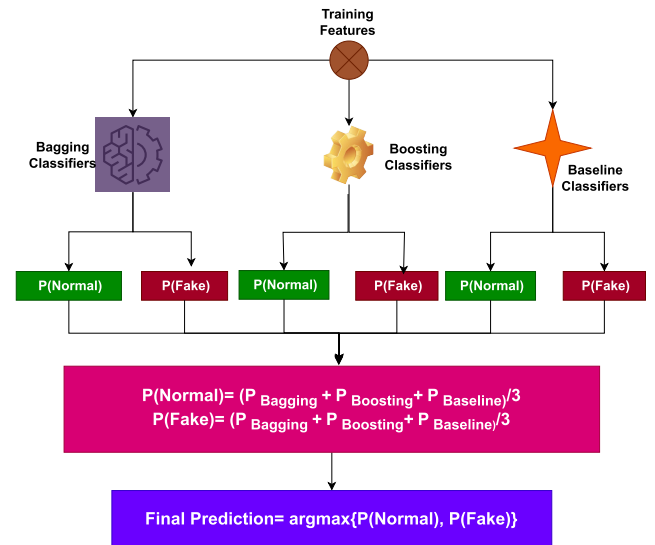 Training
Features
Bagging
Classifiers
Boosting
Classifiers
Baseline
Classifiers
P(Normal)
P(Fake)
P(Normal)
P(Fake)
P(Normal)
P(Fake)
P(Normal)= (P Bagging + P Boosting+ P Baseline)/3
P(Fake)= (P Bagging + P Boosting+ P Baseline)/3
Final Prediction= argmax{P(Normal), P(Fake)}